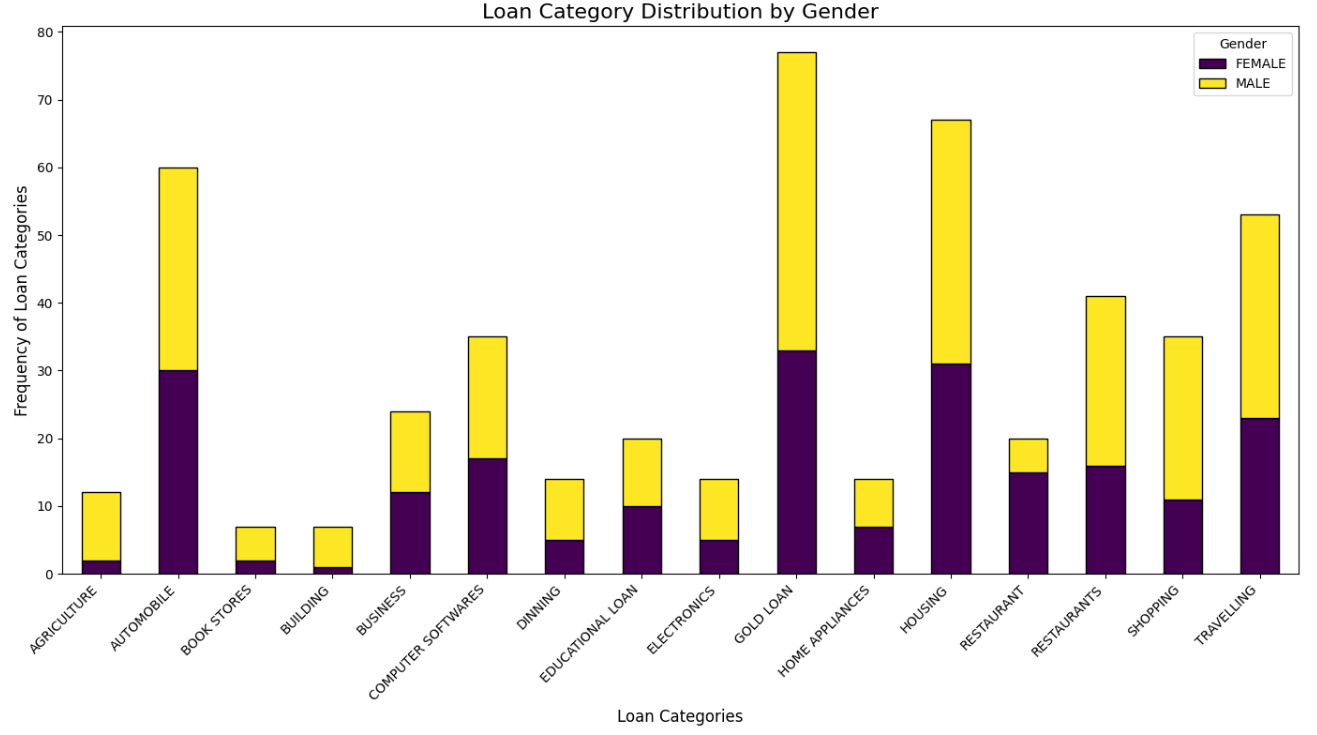 Loan Category Distribution by Gender
Gender
FEMALE
MALE
Frequency of Loan Categories
80
70
60
50
40
30
20
10
0
AGRICULTURE
AUTOMOBILE
BOOK STORES
BUILDING
BUSINESS
COMPUTER SOFTWARES
DINNING
EDUCATIONAL LOAN
ELECTRONICS
GOLD LOAN
HOME APPLIANCES
HOUSING
RESTAURANT
RESTAURANTS
SHOPPING
TRAVELLING
Loan Categories